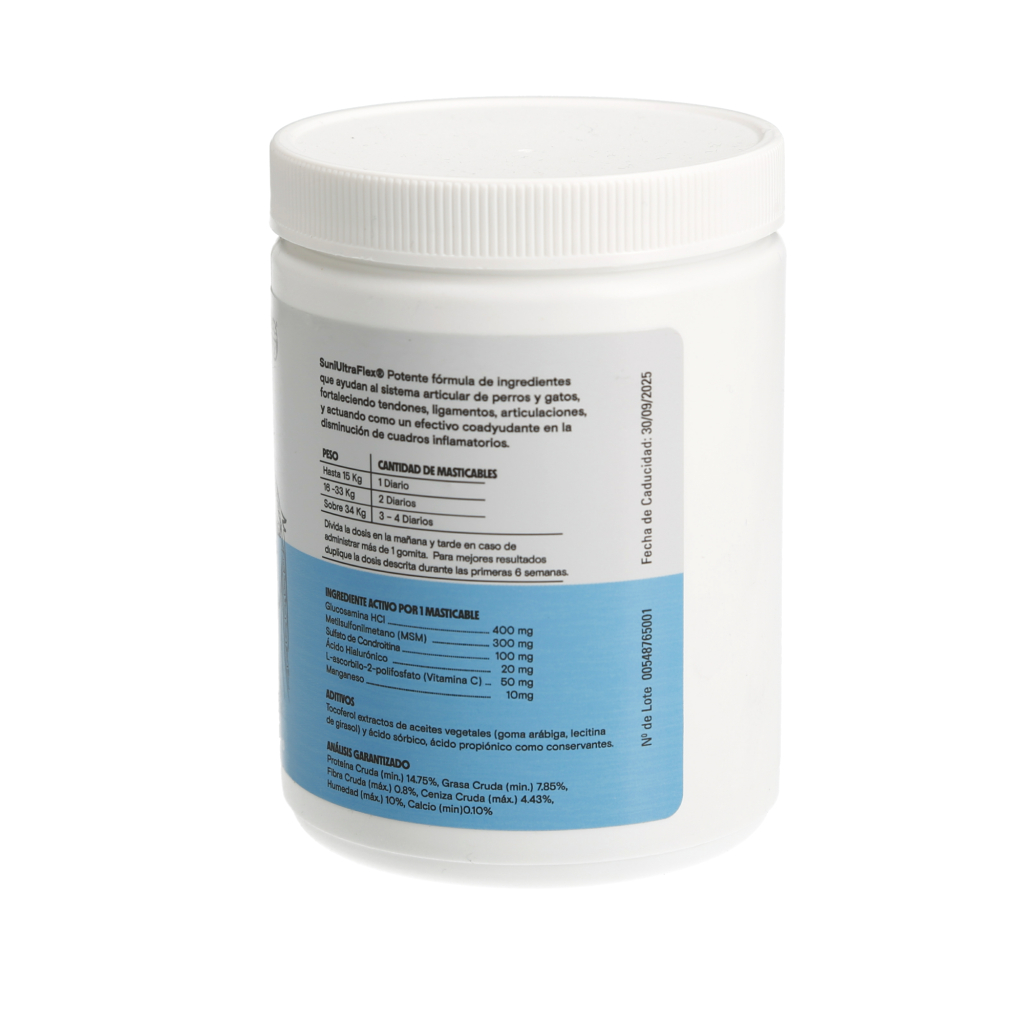 SuniUltraFlex® Potente fórmula de ingredientes
que ayudan al sistema articular de perros y gatos,
fortaleciendo tendones, ligamentos, articulaciones,
y actuando como un efectivo coadyudante en la
disminución de cuadros inflamatorios.
PESO CANTIDAD DE MASTICABLES
Hasta 15 Kg 1 Diario
16 -33 Kg 2 Diarios
Sobre 34 Kg 3 – 4 Diarios
Divida la dosis en la mañana y tarde en caso de
administrar más de 1 gomita. Para mejores resultados
duplique la dosis descrita durante las primeras 6 semanas.
INGREDIENTE ACTIVO POR 1 MASTICABLE
Glucosamina HCl 400 mg
Metilsulfonilmetano (MSM) 300 mg
Sulfato de Condroitina 100 mg
Ácido Hialurónico 20 mg
L-ascorbilo-2-polifosfato (Vitamina C) 50 mg
Manganeso 10mg
ADITIVOS
Tocoferol extractos de aceites vegetales (goma arábiga, lecitina
de girasol) y ácido sórbico, ácido propiónico como conservantes.
ANÁLISIS GARANTIZADO
Proteína Cruda (min.) 14.75%, Grasa Cruda (min.) 7.85%,
Fibra Cruda (máx.) 0.8%, Ceniza Cruda (máx.) 4.43%,
Humedad (máx.) 10%, Calcio (min)0.10%
Fecha de Caducidad: 30/09/2025
Nº de Lote 00548765001